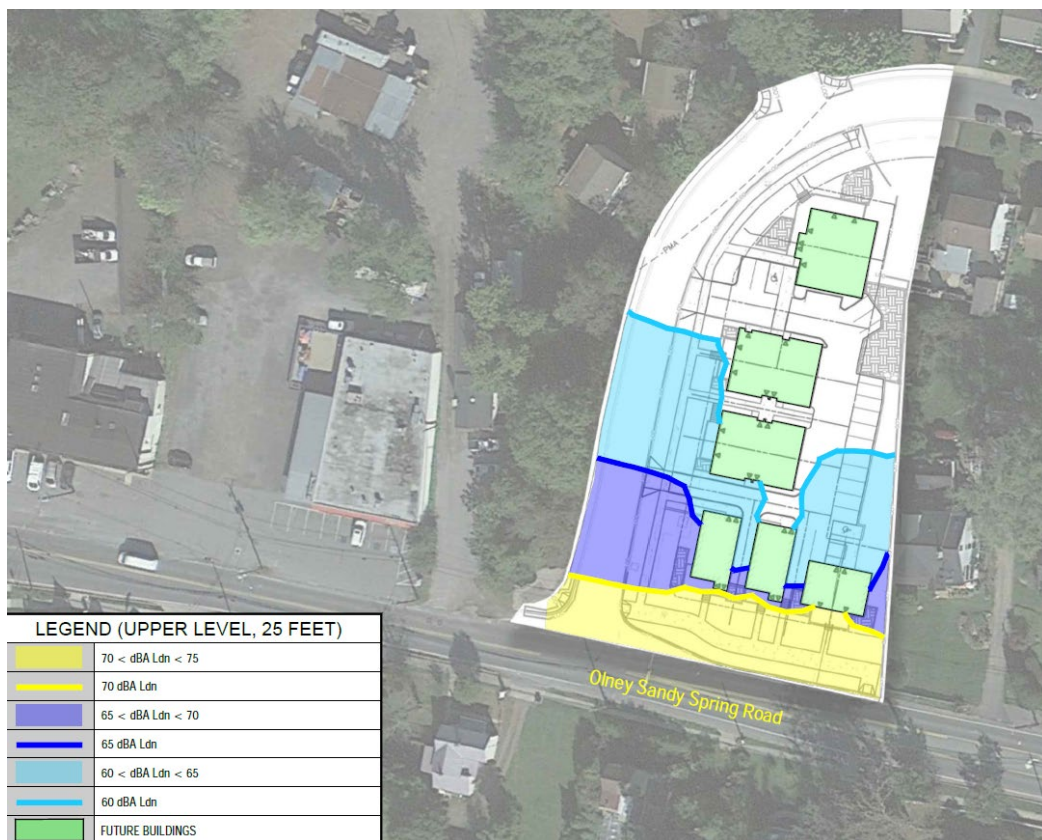 PMA
Olney Sandy Spring Road
LEGEND (UPPER LEVEL, 25 FEET)
70 < dBA Ldn < 75
70 dBA Ldn
65 < dBA Ldn < 70
65 dBA Ldn
60 < dBA Ldn < 65
60 dBA Ldn
FUTURE BUILDINGS